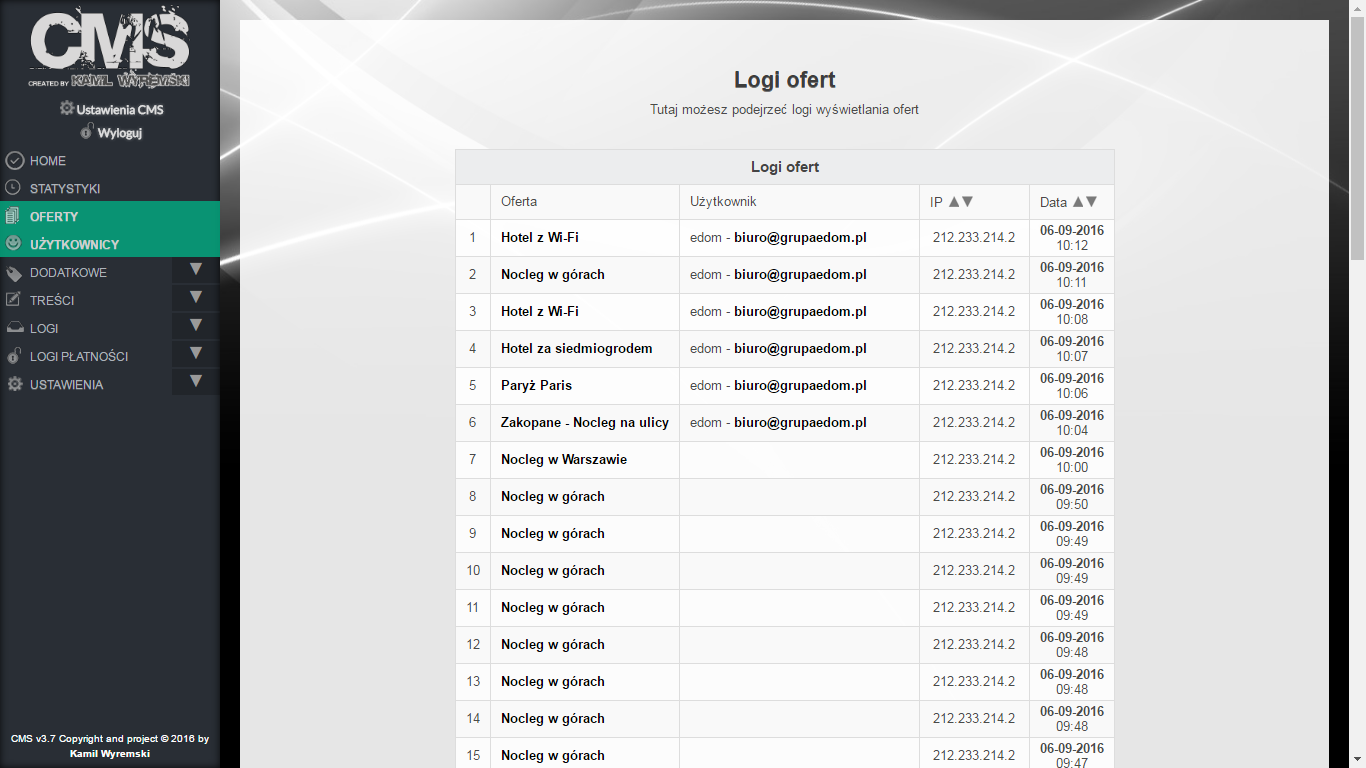 CMS
CREATED BY KAMIL WYREMSKI
Ustawienia CMS
Wyloguj
HOME
STATYSTYKI
OFERTY
UŻYTKOWNICY
DODATKOWE ▼
TREŚCI ▼
LOGI ▼
LOGI PŁATNOŚCI ▼
USTAWIENIA ▼
CMS v3.7 Copyright and project © 2016 by
Kamil Wyremski
Logi ofert
Tutaj możesz podejrzeć logi wyświetlania ofert
Logi ofert
Oferta Użytkownik IP ▲▼ Data ▲▼
1 Hotel z Wi-Fi edom - biuro@grupaedom.pl 212.233.214.2 06-09-2016
10:12
2 Nocleg w górach edom - biuro@grupaedom.pl 212.233.214.2 06-09-2016
10:11
3 Hotel z Wi-Fi edom - biuro@grupaedom.pl 212.233.214.2 06-09-2016
10:08
4 Hotel za siedmiogrodem edom - biuro@grupaedom.pl 212.233.214.2 06-09-2016
10:07
5 Paryż Paris edom - biuro@grupaedom.pl 212.233.214.2 06-09-2016
10:06
6 Zakopane - Nocleg na ulicy edom - biuro@grupaedom.pl 212.233.214.2 06-09-2016
10:04
7 Nocleg w Warszawie 212.233.214.2 06-09-2016
10:00
8 Nocleg w górach 212.233.214.2 06-09-2016
09:50
9 Nocleg w górach 212.233.214.2 06-09-2016
09:49
10 Nocleg w górach 212.233.214.2 06-09-2016
09:49
11 Nocleg w górach 212.233.214.2 06-09-2016
09:49
12 Nocleg w górach 212.233.214.2 06-09-2016
09:48
13 Nocleg w górach 212.233.214.2 06-09-2016
09:48
14 Nocleg w górach 212.233.214.2 06-09-2016
09:48
15 Nocleg w górach 212.233.214.2 06-09-2016
09:47